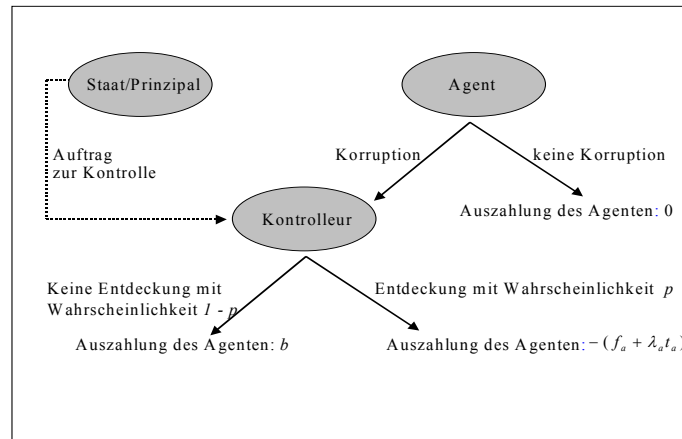 Staat/Prinzipal
Agent
Auftrag
zur Kontrolle
Korruption
keine Korruption
Kontrolleur
Auszahlung des Agenten: 0
Keine Entdeckung mit
Wahrscheinlichkeit 1 - p
Entdeckung mit Wahrscheinlichkeit p
Auszahlung des Agenten: b
Auszahlung des Agenten: − ( f_a + λ_a t_a )